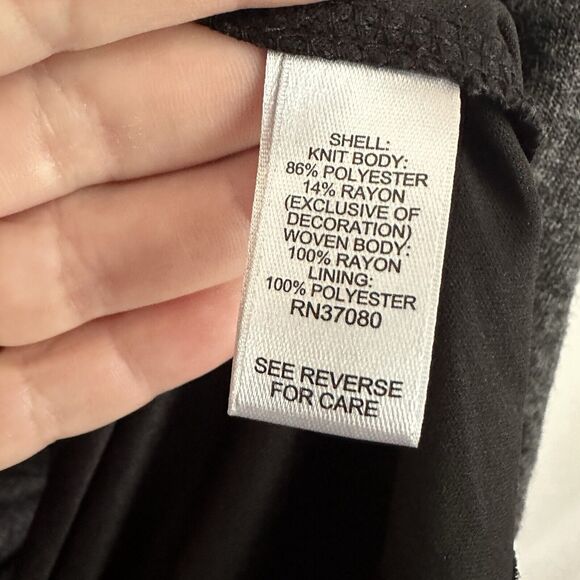 SHELL:
KNIT BODY:
86% POLYESTER
14% RAYON
(EXCLUSIVE OF
DECORATION)
WOVEN BODY:
100% RAYON
LINING:
100% POLYESTER
RN37080
SEE REVERSE
FOR CARE